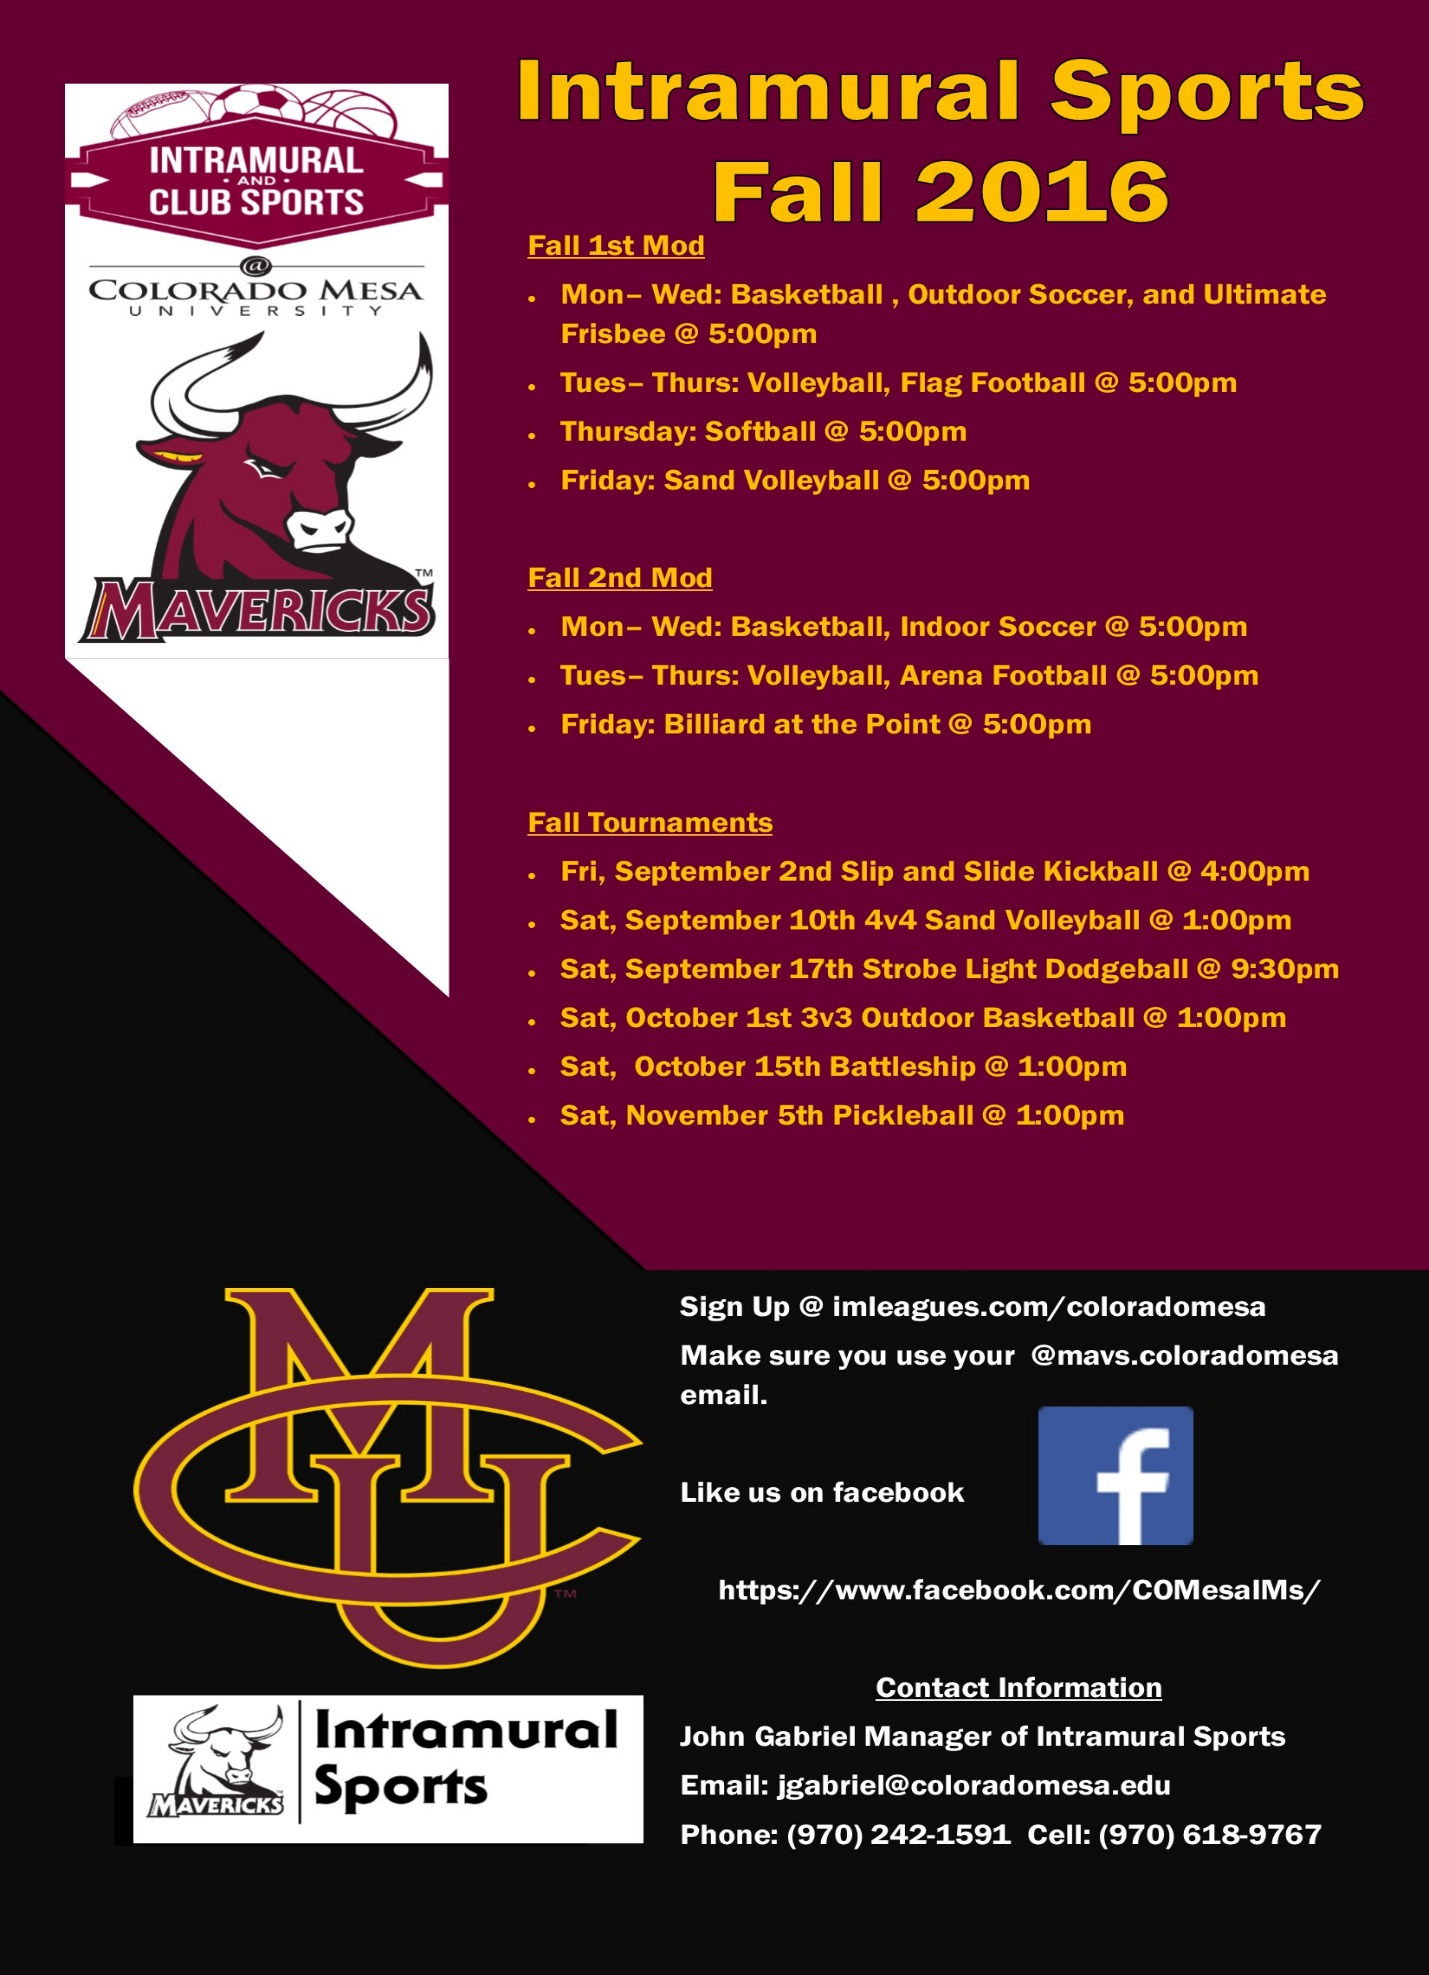 INTRAMURAL
• AND •
CLUB SPORTS
@
COLORADO MESA
UNIVERSITY
TM
MAVERICKS
Intramural Sports
Fall 2016
Fall 1st Mod
• Mon– Wed: Basketball , Outdoor Soccer, and Ultimate
Frisbee @ 5:00pm
• Tues– Thurs: Volleyball, Flag Football @ 5:00pm
• Thursday: Softball @ 5:00pm
• Friday: Sand Volleyball @ 5:00pm
Fall 2nd Mod
• Mon– Wed: Basketball, Indoor Soccer @ 5:00pm
• Tues– Thurs: Volleyball, Arena Football @ 5:00pm
• Friday: Billiard at the Point @ 5:00pm
Fall Tournaments
• Fri, September 2nd Slip and Slide Kickball @ 4:00pm
• Sat, September 10th 4v4 Sand Volleyball @ 1:00pm
• Sat, September 17th Strobe Light Dodgeball @ 9:30pm
• Sat, October 1st 3v3 Outdoor Basketball @ 1:00pm
• Sat,  October 15th Battleship @ 1:00pm
• Sat, November 5th Pickleball @ 1:00pm
CMU
TM
MAVERICKS
Intramural
Sports
Sign Up @ imleagues.com/coloradomesa
Make sure you use your  @mavs.coloradomesa
email.
Like us on facebook
f
https://www.facebook.com/COMesaIMs/
Contact Information
John Gabriel Manager of Intramural Sports
Email: jgabriel@coloradomesa.edu
Phone: (970) 242-1591  Cell: (970) 618-9767